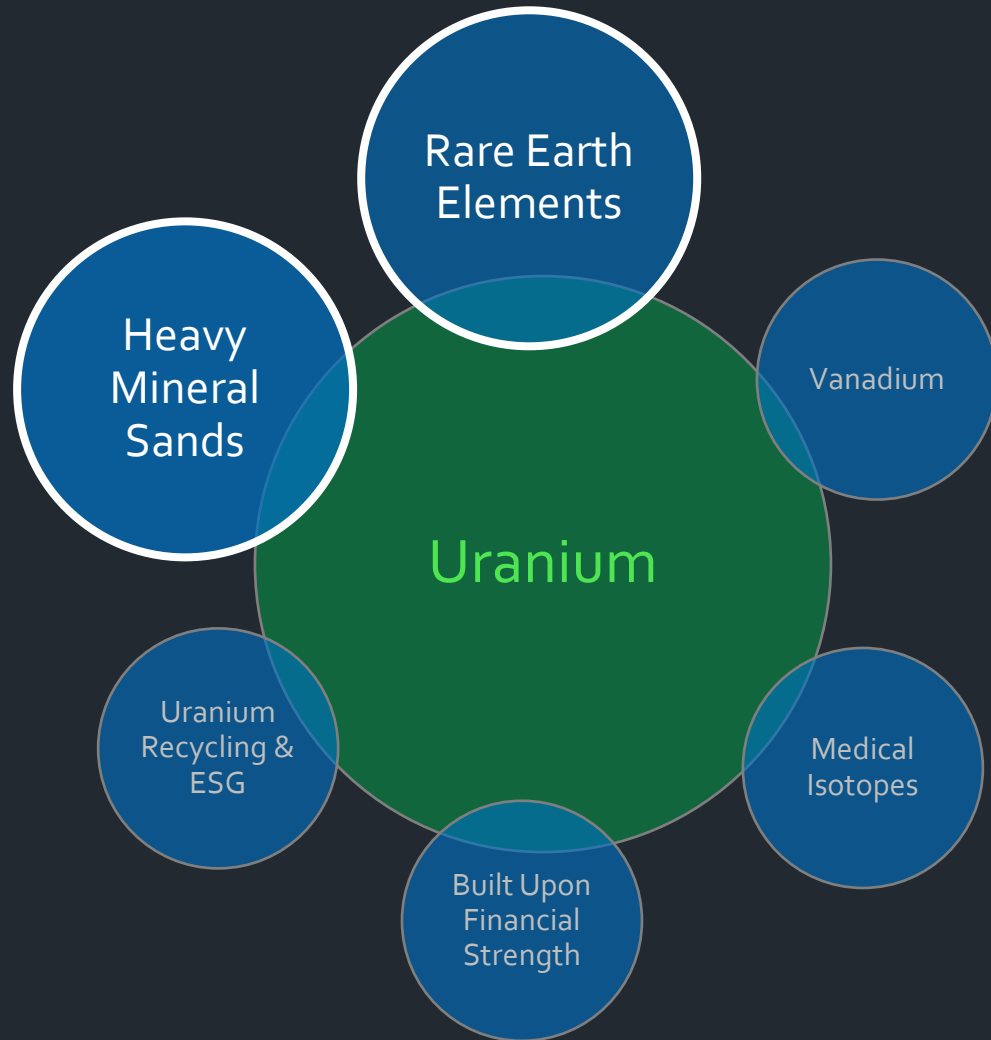 Rare Earth
Elements
Heavy
Mineral
Sands
Vanadium
Uranium
Uranium
Recycling &
ESG
Medical
Isotopes
Built Upon
Financial
Strength